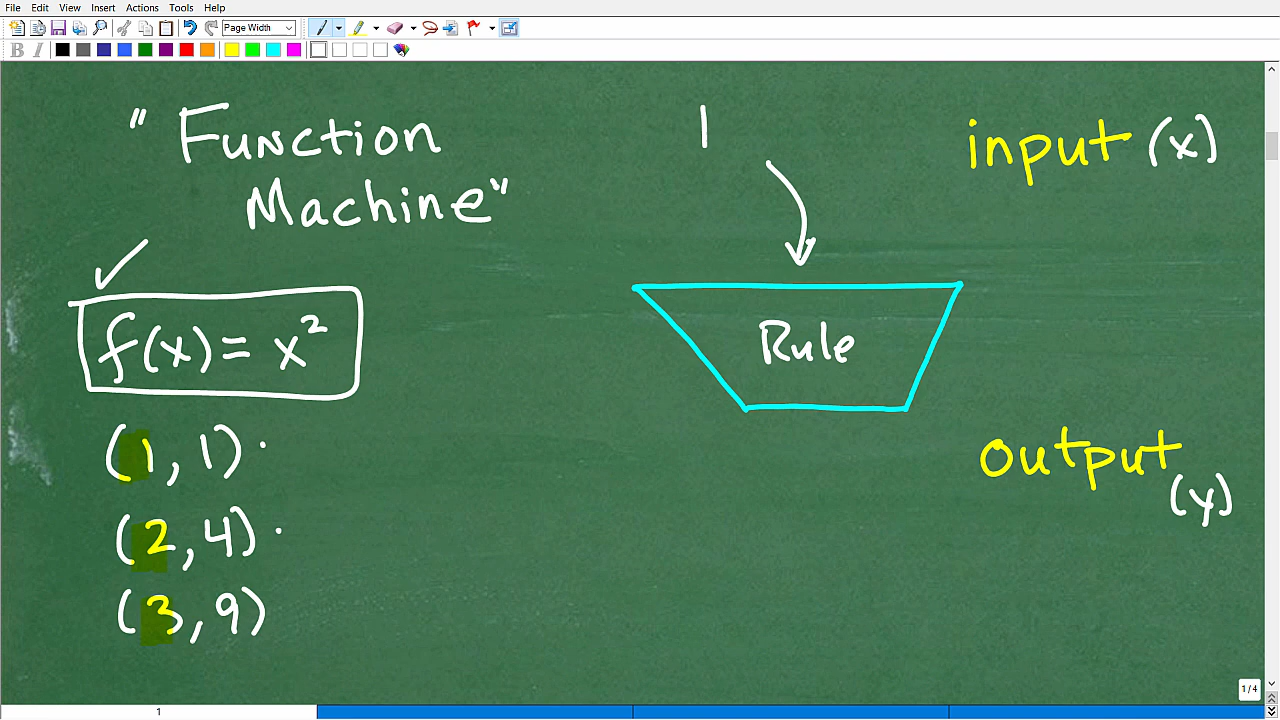 File Edit View Insert Actions Tools Help
Page Width
B I
"Function
Machine"
f(x) = x²
(1, 1) .
(2, 4) .
(3, 9)
1
Rule
input (x)
output
(y)
1/4
1